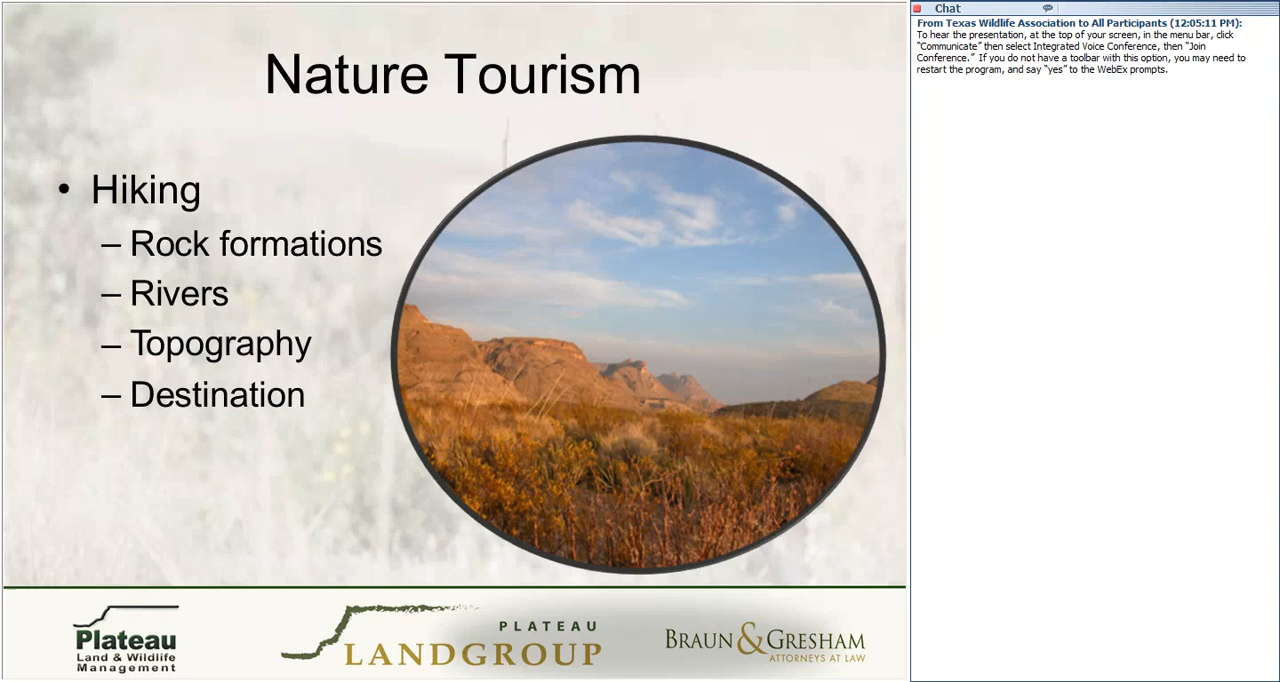 Nature Tourism
• Hiking
– Rock formations
– Rivers
– Topography
– Destination
Plateau
Land & Wildlife
Management
PLATEAU
LANDGROUP
BRAUN & GRESHAM
ATTORNEYS AT LAW
Chat
From Texas Wildlife Association to All Participants (12:05:11 PM):
To hear the presentation, at the top of your screen, in the menu bar, click
“Communicate” then select Integrated Voice Conference, then “Join
Conference.” If you do not have a toolbar with this option, you may need to
restart the program, and say “yes” to the WebEx prompts.